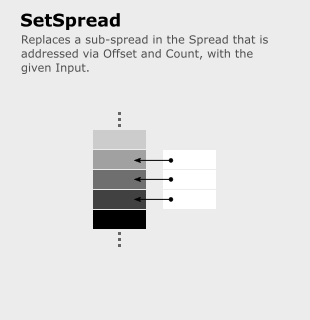 SetSpread
Replaces a sub-spread in the Spread that is
addressed via Offset and Count, with the
given Input.